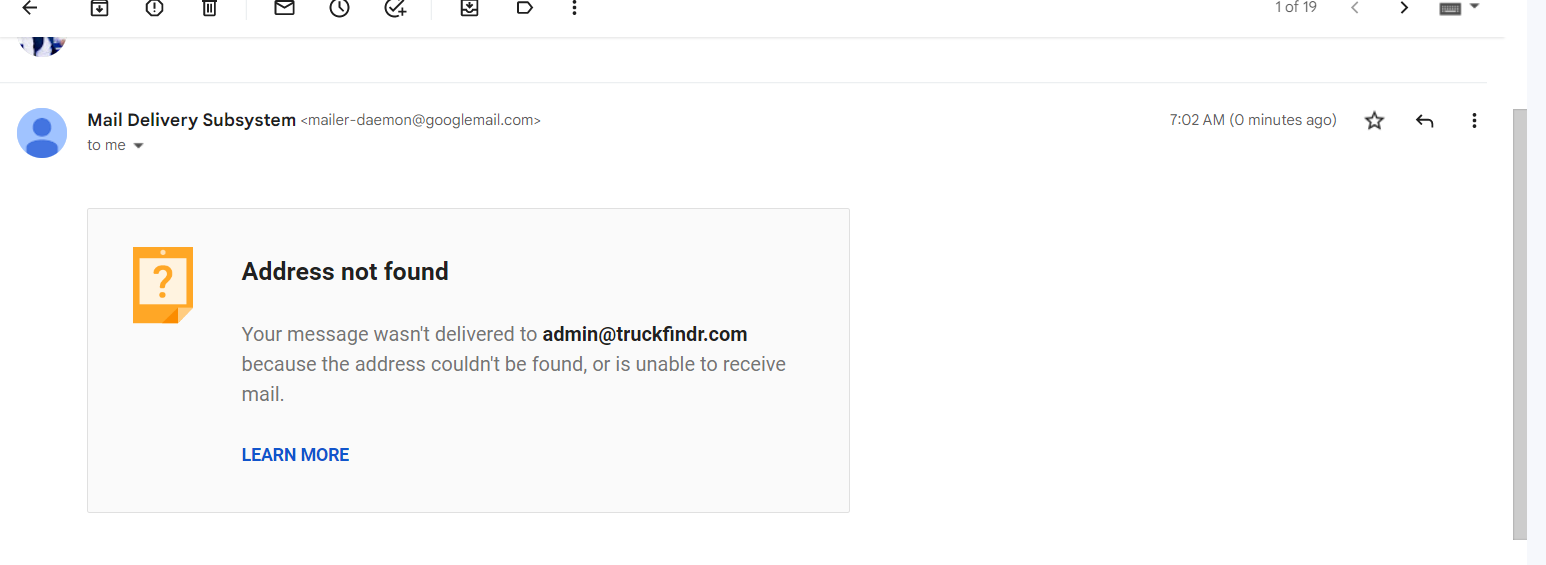 1 of 19
Mail Delivery Subsystem <mailer-daemon@googlemail.com>
7:02 AM (0 minutes ago)
to me
?
Address not found
Your message wasn't delivered to admin@truckfindr.com
because the address couldn't be found, or is unable to receive
mail.
LEARN MORE